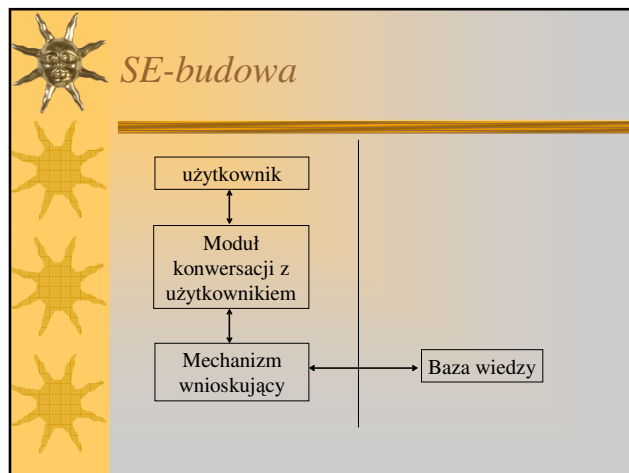 SE-budowa
użytkownik
Moduł
konwersacji z
użytkownikiem
Mechanizm
wnioskujący
Baza wiedzy